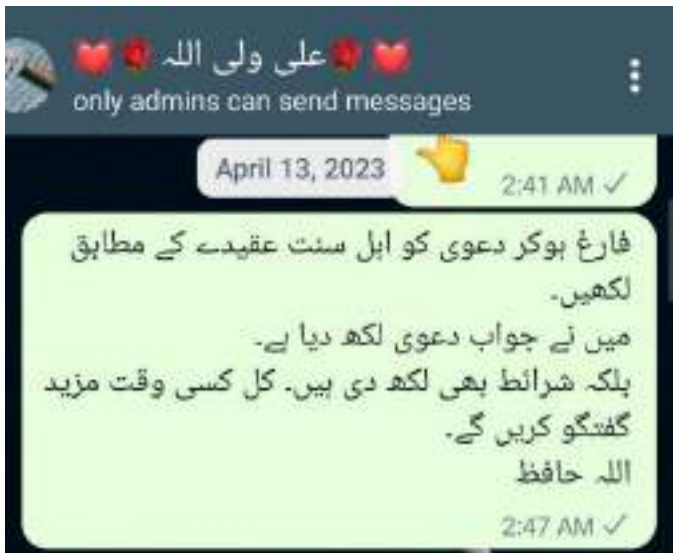 ❤️🌹علی ولی اللہ 🌹❤️
only admins can send messages
April 13, 2023
2:41 AM
فارغ ہوکر دعوی کو اہل سنت عقیدے کے مطابق
لکھیں۔
میں نے جواب دعوی لکھ دیا ہے۔
بلکہ شرائط بھی لکھ دی ہیں۔ کل کسی وقت مزید
گفتگو کریں گے۔
اللہ حافظ
2:47 AM